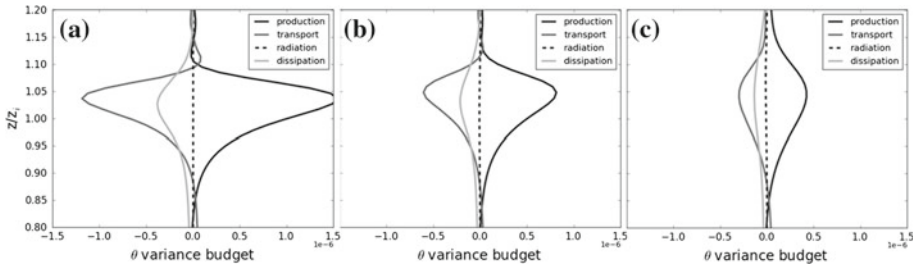 (a)
production
transport
radiation
dissipation
z/z_i
1.20
1.15
1.10
1.05
1.00
0.95
0.90
0.85
0.80
-1.5 -1.0 -0.5 0.0 0.5 1.0 1.5
1e-6
θ variance budget
(b)
production
transport
radiation
dissipation
-1.0 -0.5 0.0 0.5 1.0 1.5
1e-6
θ variance budget
(c)
production
transport
radiation
dissipation
-1.0 -0.5 0.0 0.5 1.0 1.5
1e-6
θ variance budget